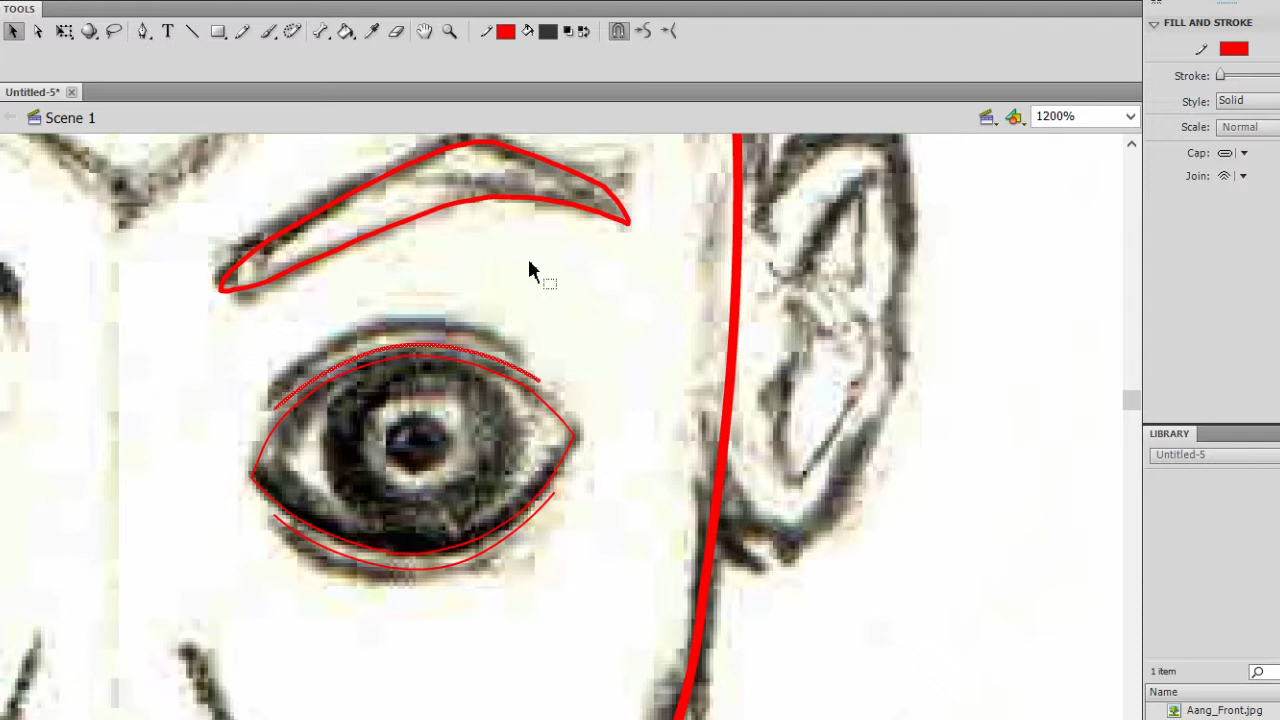 TOOLS
FILL AND STROKE
Stroke:
Style: Solid
Scale: Normal
Cap:
Join:
Untitled-5*
Scene 1
1200%
LIBRARY
Untitled-5
1 item
Name
Aang_Front.jpg